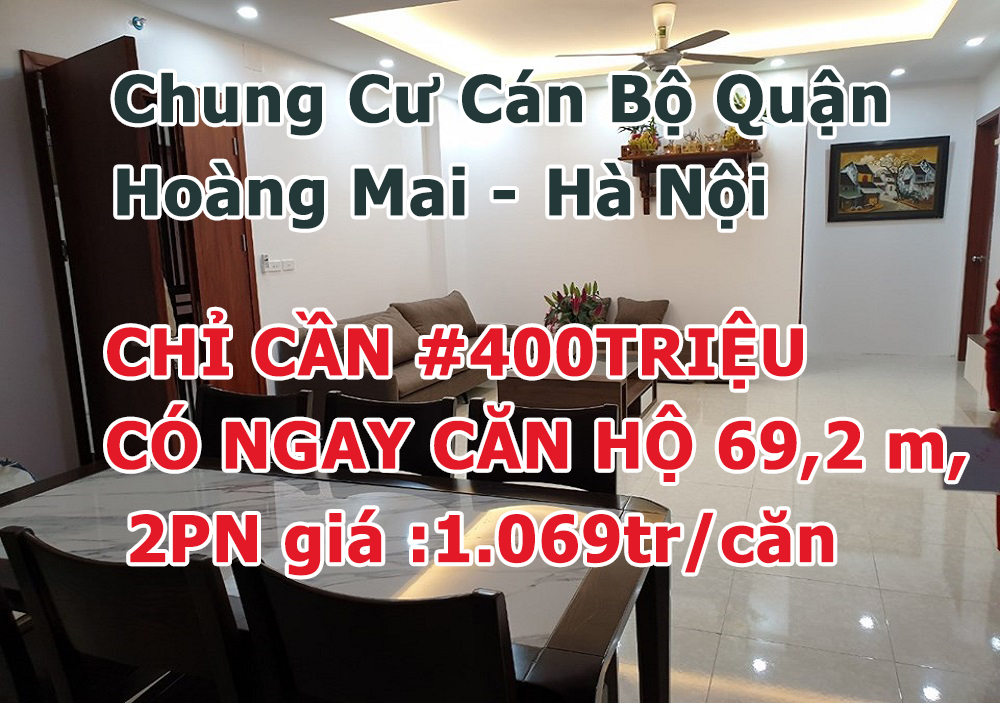 Chung Cư Cán Bộ Quận
Hoàng Mai - Hà Nội
CHỈ CẦN #400TRIỆU
CÓ NGAY CĂN HỘ 69,2 m,
2PN giá :1.069tr/căn